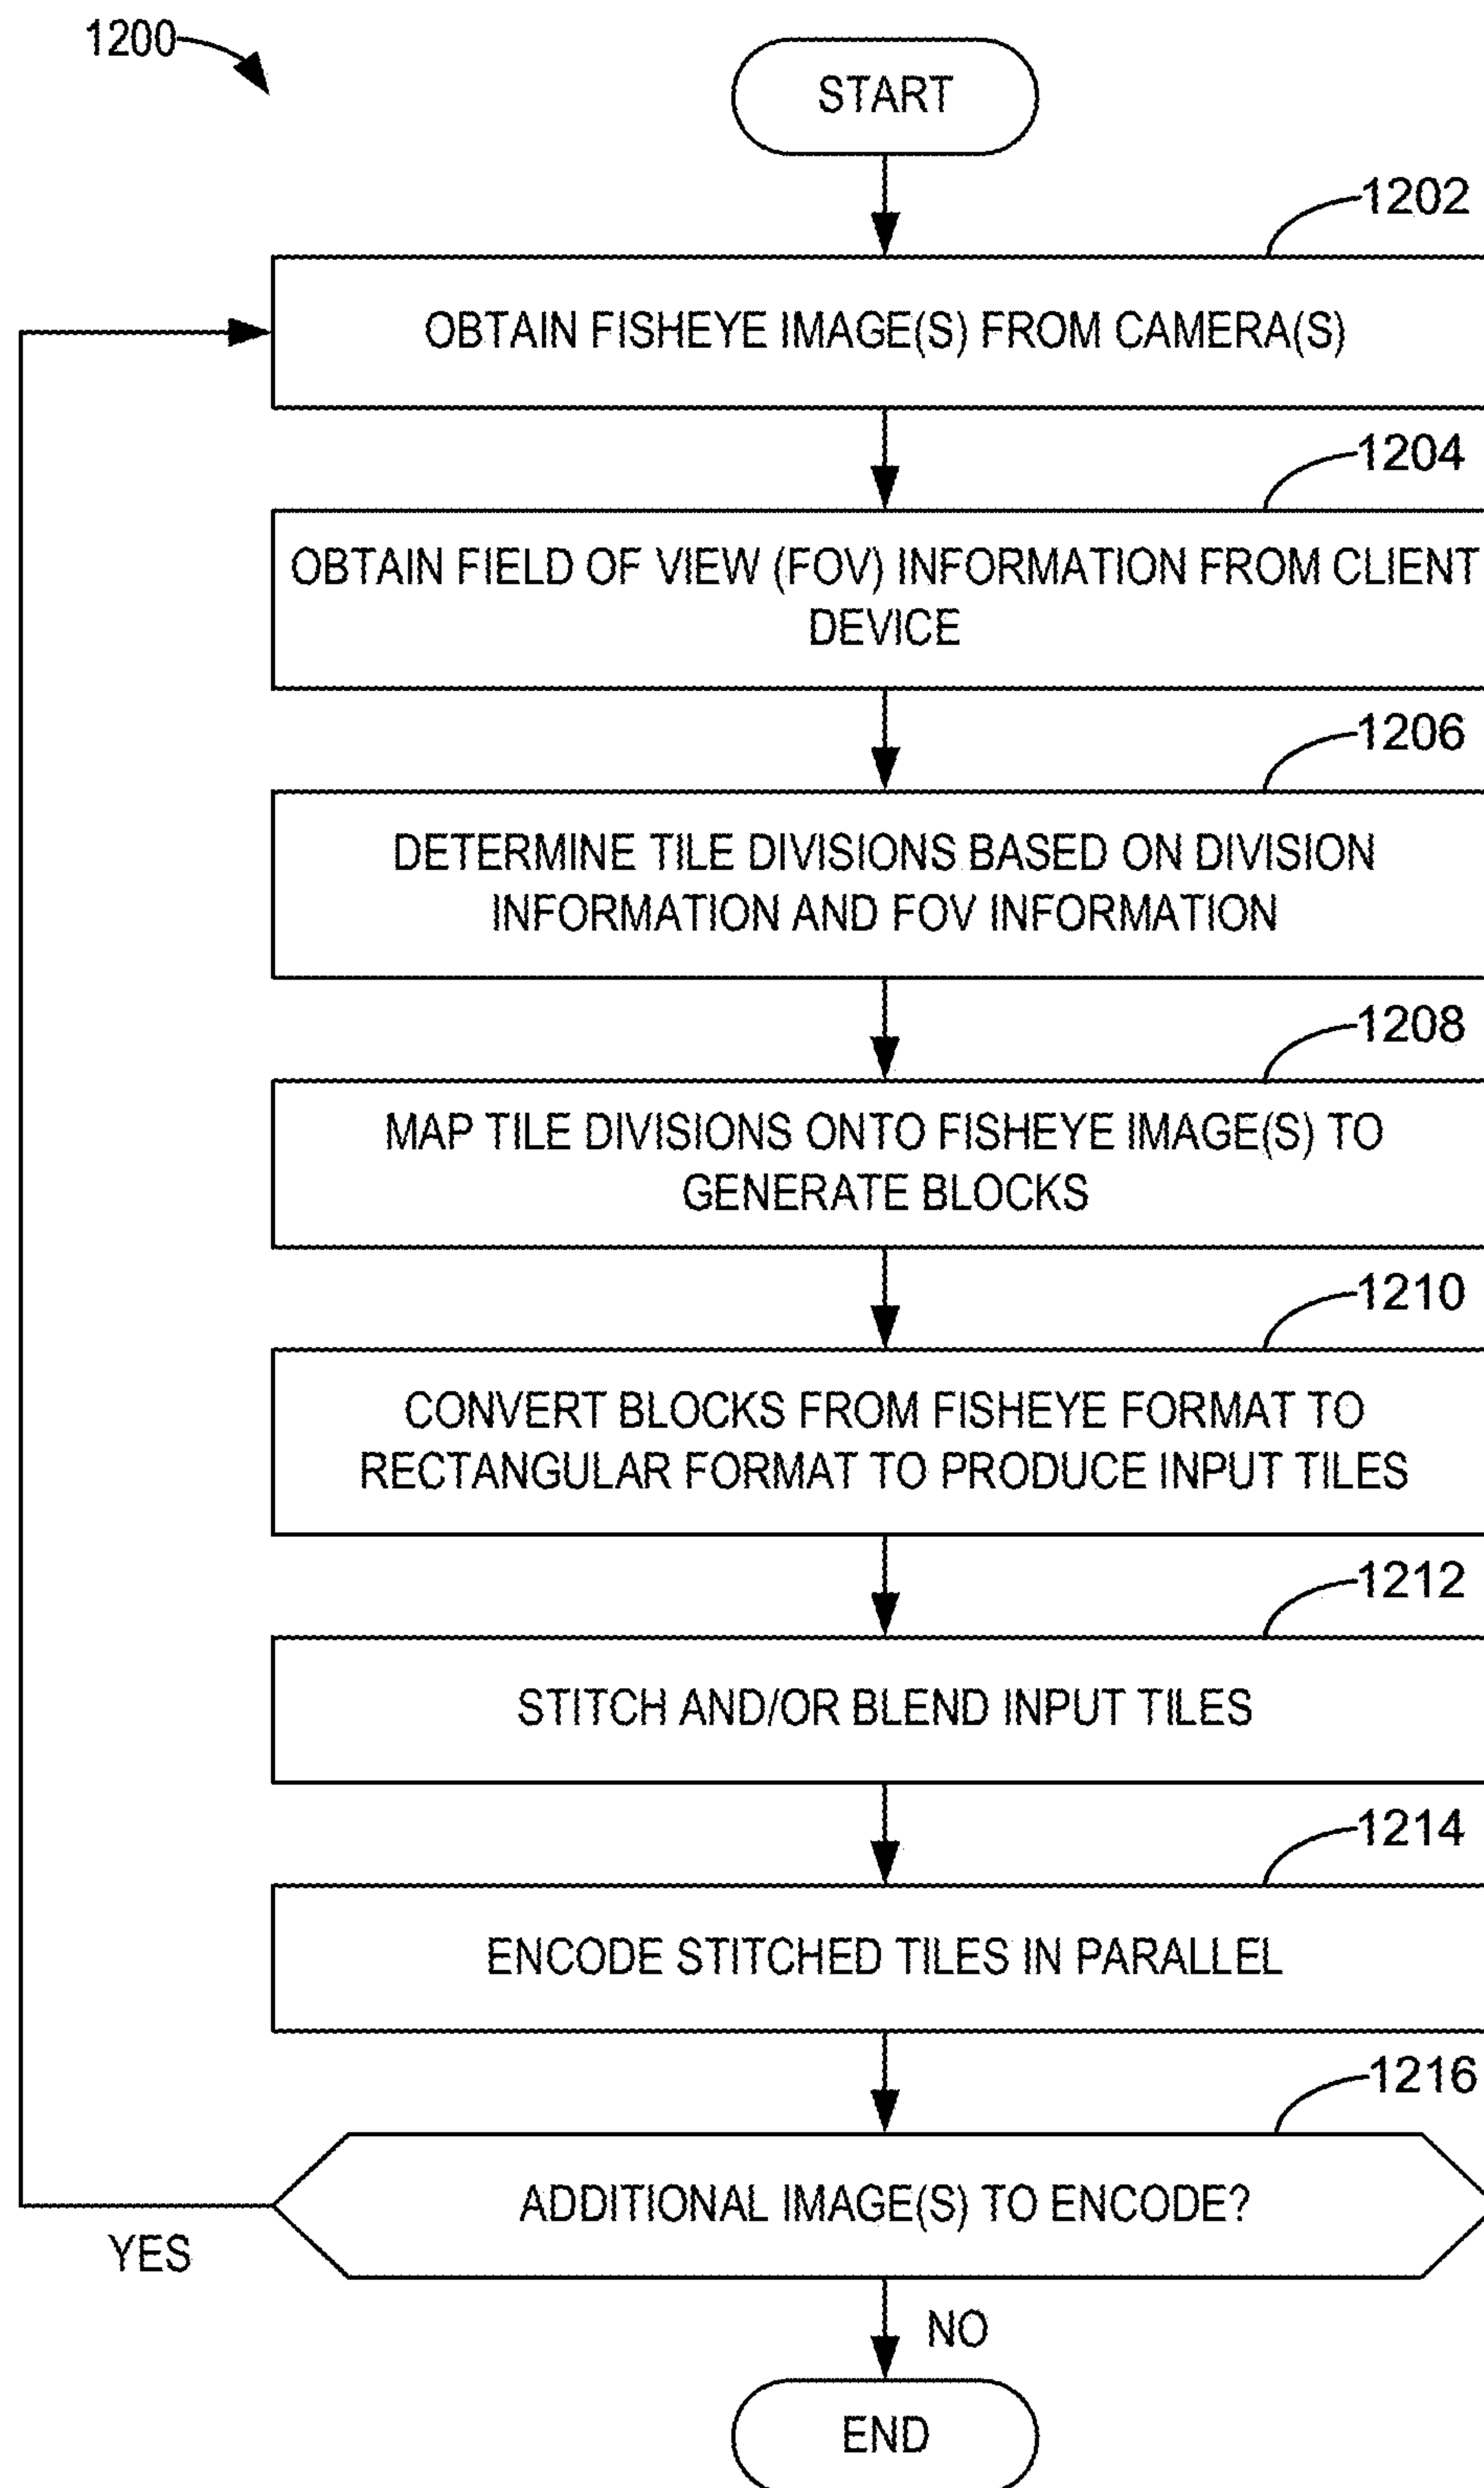 1200
START
1202
OBTAIN FISHEYE IMAGE(S) FROM CAMERA(S)
1204
OBTAIN FIELD OF VIEW (FOV) INFORMATION FROM CLIENT
DEVICE
1206
DETERMINE TILE DIVISIONS BASED ON DIVISION
INFORMATION AND FOV INFORMATION
1208
MAP TILE DIVISIONS ONTO FISHEYE IMAGE(S) TO
GENERATE BLOCKS
1210
CONVERT BLOCKS FROM FISHEYE FORMAT TO
RECTANGULAR FORMAT TO PRODUCE INPUT TILES
1212
STITCH AND/OR BLEND INPUT TILES
1214
ENCODE STITCHED TILES IN PARALLEL
1216
ADDITIONAL IMAGE(S) TO ENCODE?
YES
NO
END